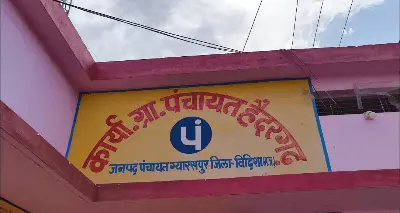 कार्या. ग्रा. पंचायत हैदरगढ़
पं
जनपद पंचायत ग्यारसपुर जिला- विदिशा म.प्र.